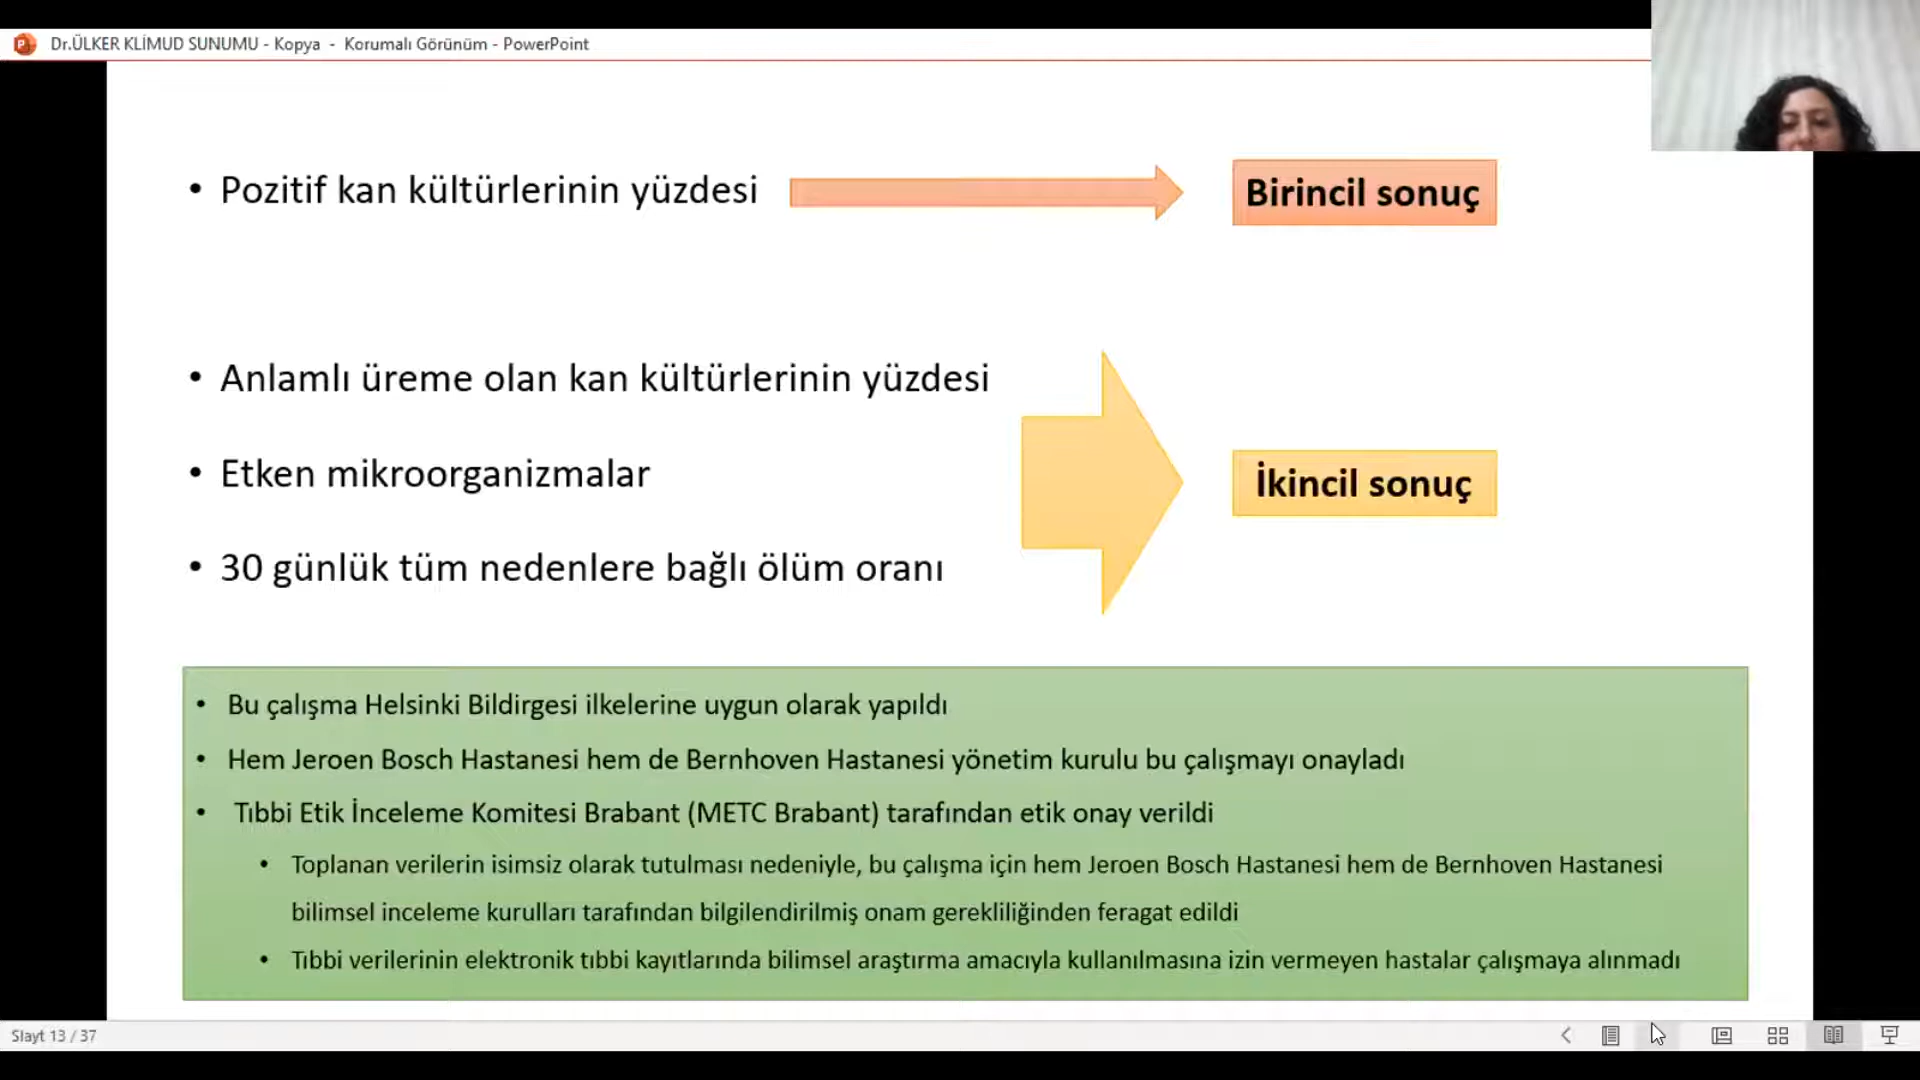 Dr.ÜLKER KLİMUD SUNUMU - Kopya - Korumalı Görünüm - PowerPoint
• Pozitif kan kültürlerinin yüzdesi
Birincil sonuç
• Anlamlı üreme olan kan kültürlerinin yüzdesi
• Etken mikroorganizmalar
İkincil sonuç
• 30 günlük tüm nedenlere bağlı ölüm oranı
• Bu çalışma Helsinki Bildirgesi ilkelerine uygun olarak yapıldı
• Hem Jeroen Bosch Hastanesi hem de Bernhoven Hastanesi yönetim kurulu bu çalışmayı onayladı
• Tıbbi Etik İnceleme Komitesi Brabant (METC Brabant) tarafından etik onay verildi
• Toplanan verilerin isimsiz olarak tutulması nedeniyle, bu çalışma için hem Jeroen Bosch Hastanesi hem de Bernhoven Hastanesi
bilimsel inceleme kurulları tarafından bilgilendirilmiş onam gerekliliğinden feragat edildi
• Tıbbi verilerinin elektronik tıbbi kayıtlarında bilimsel araştırma amacıyla kullanılmasına izin vermeyen hastalar çalışmaya alınmadı
Slayt 13 / 37